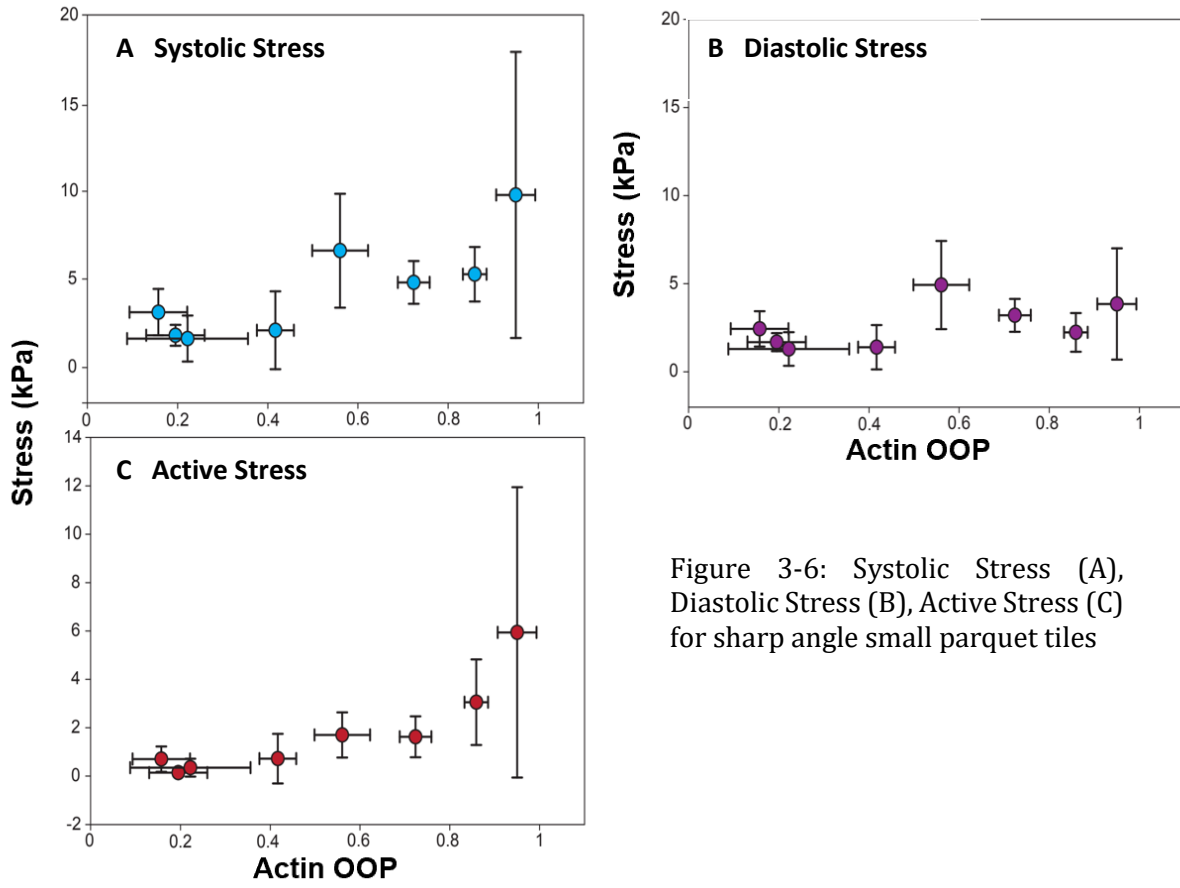 A Systolic Stress
20
15
10
5
0
0 0.2 0.4 0.6 0.8 1
B Diastolic Stress
20
15
10
5
0
Stress (kPa)
0 0.2 0.4 0.6 0.8 1
Actin OOP
Stress (kPa)
C Active Stress
14
12
10
8
6
4
2
0
-2
0 0.2 0.4 0.6 0.8 1
Actin OOP
Figure 3-6: Systolic Stress (A),
Diastolic Stress (B), Active Stress (C)
for sharp angle small parquet tiles